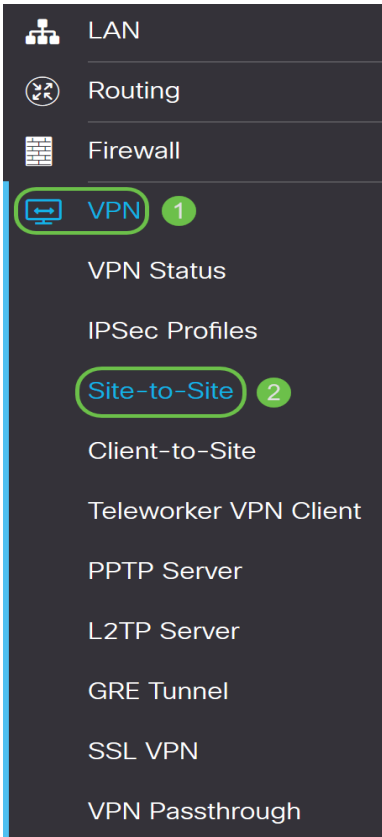 LAN
Routing
Firewall
VPN 1
VPN Status
IPSec Profiles
Site-to-Site 2
Client-to-Site
Teleworker VPN Client
PPTP Server
L2TP Server
GRE Tunnel
SSL VPN
VPN Passthrough